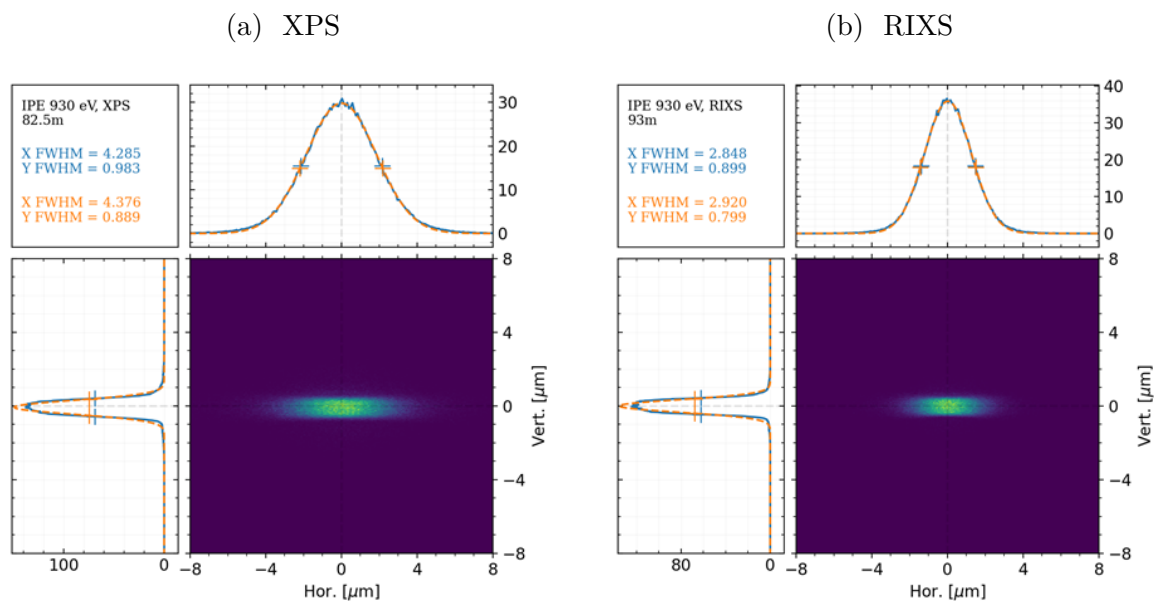 (a) XPS
IPE 930 eV, XPS
82.5m
X FWHM = 4.285
Y FWHM = 0.983
X FWHM = 4.376
Y FWHM = 0.889
30
20
10
0
8
4
0
−4
−8
Vert. [μm]
100 0
−8 −4 0 4 8
Hor. [μm]
(b) RIXS
IPE 930 eV, RIXS
93m
X FWHM = 2.848
Y FWHM = 0.899
X FWHM = 2.920
Y FWHM = 0.799
40
30
20
10
0
8
4
0
−4
−8
Vert. [μm]
80 0
−8 −4 0 4 8
Hor. [μm]